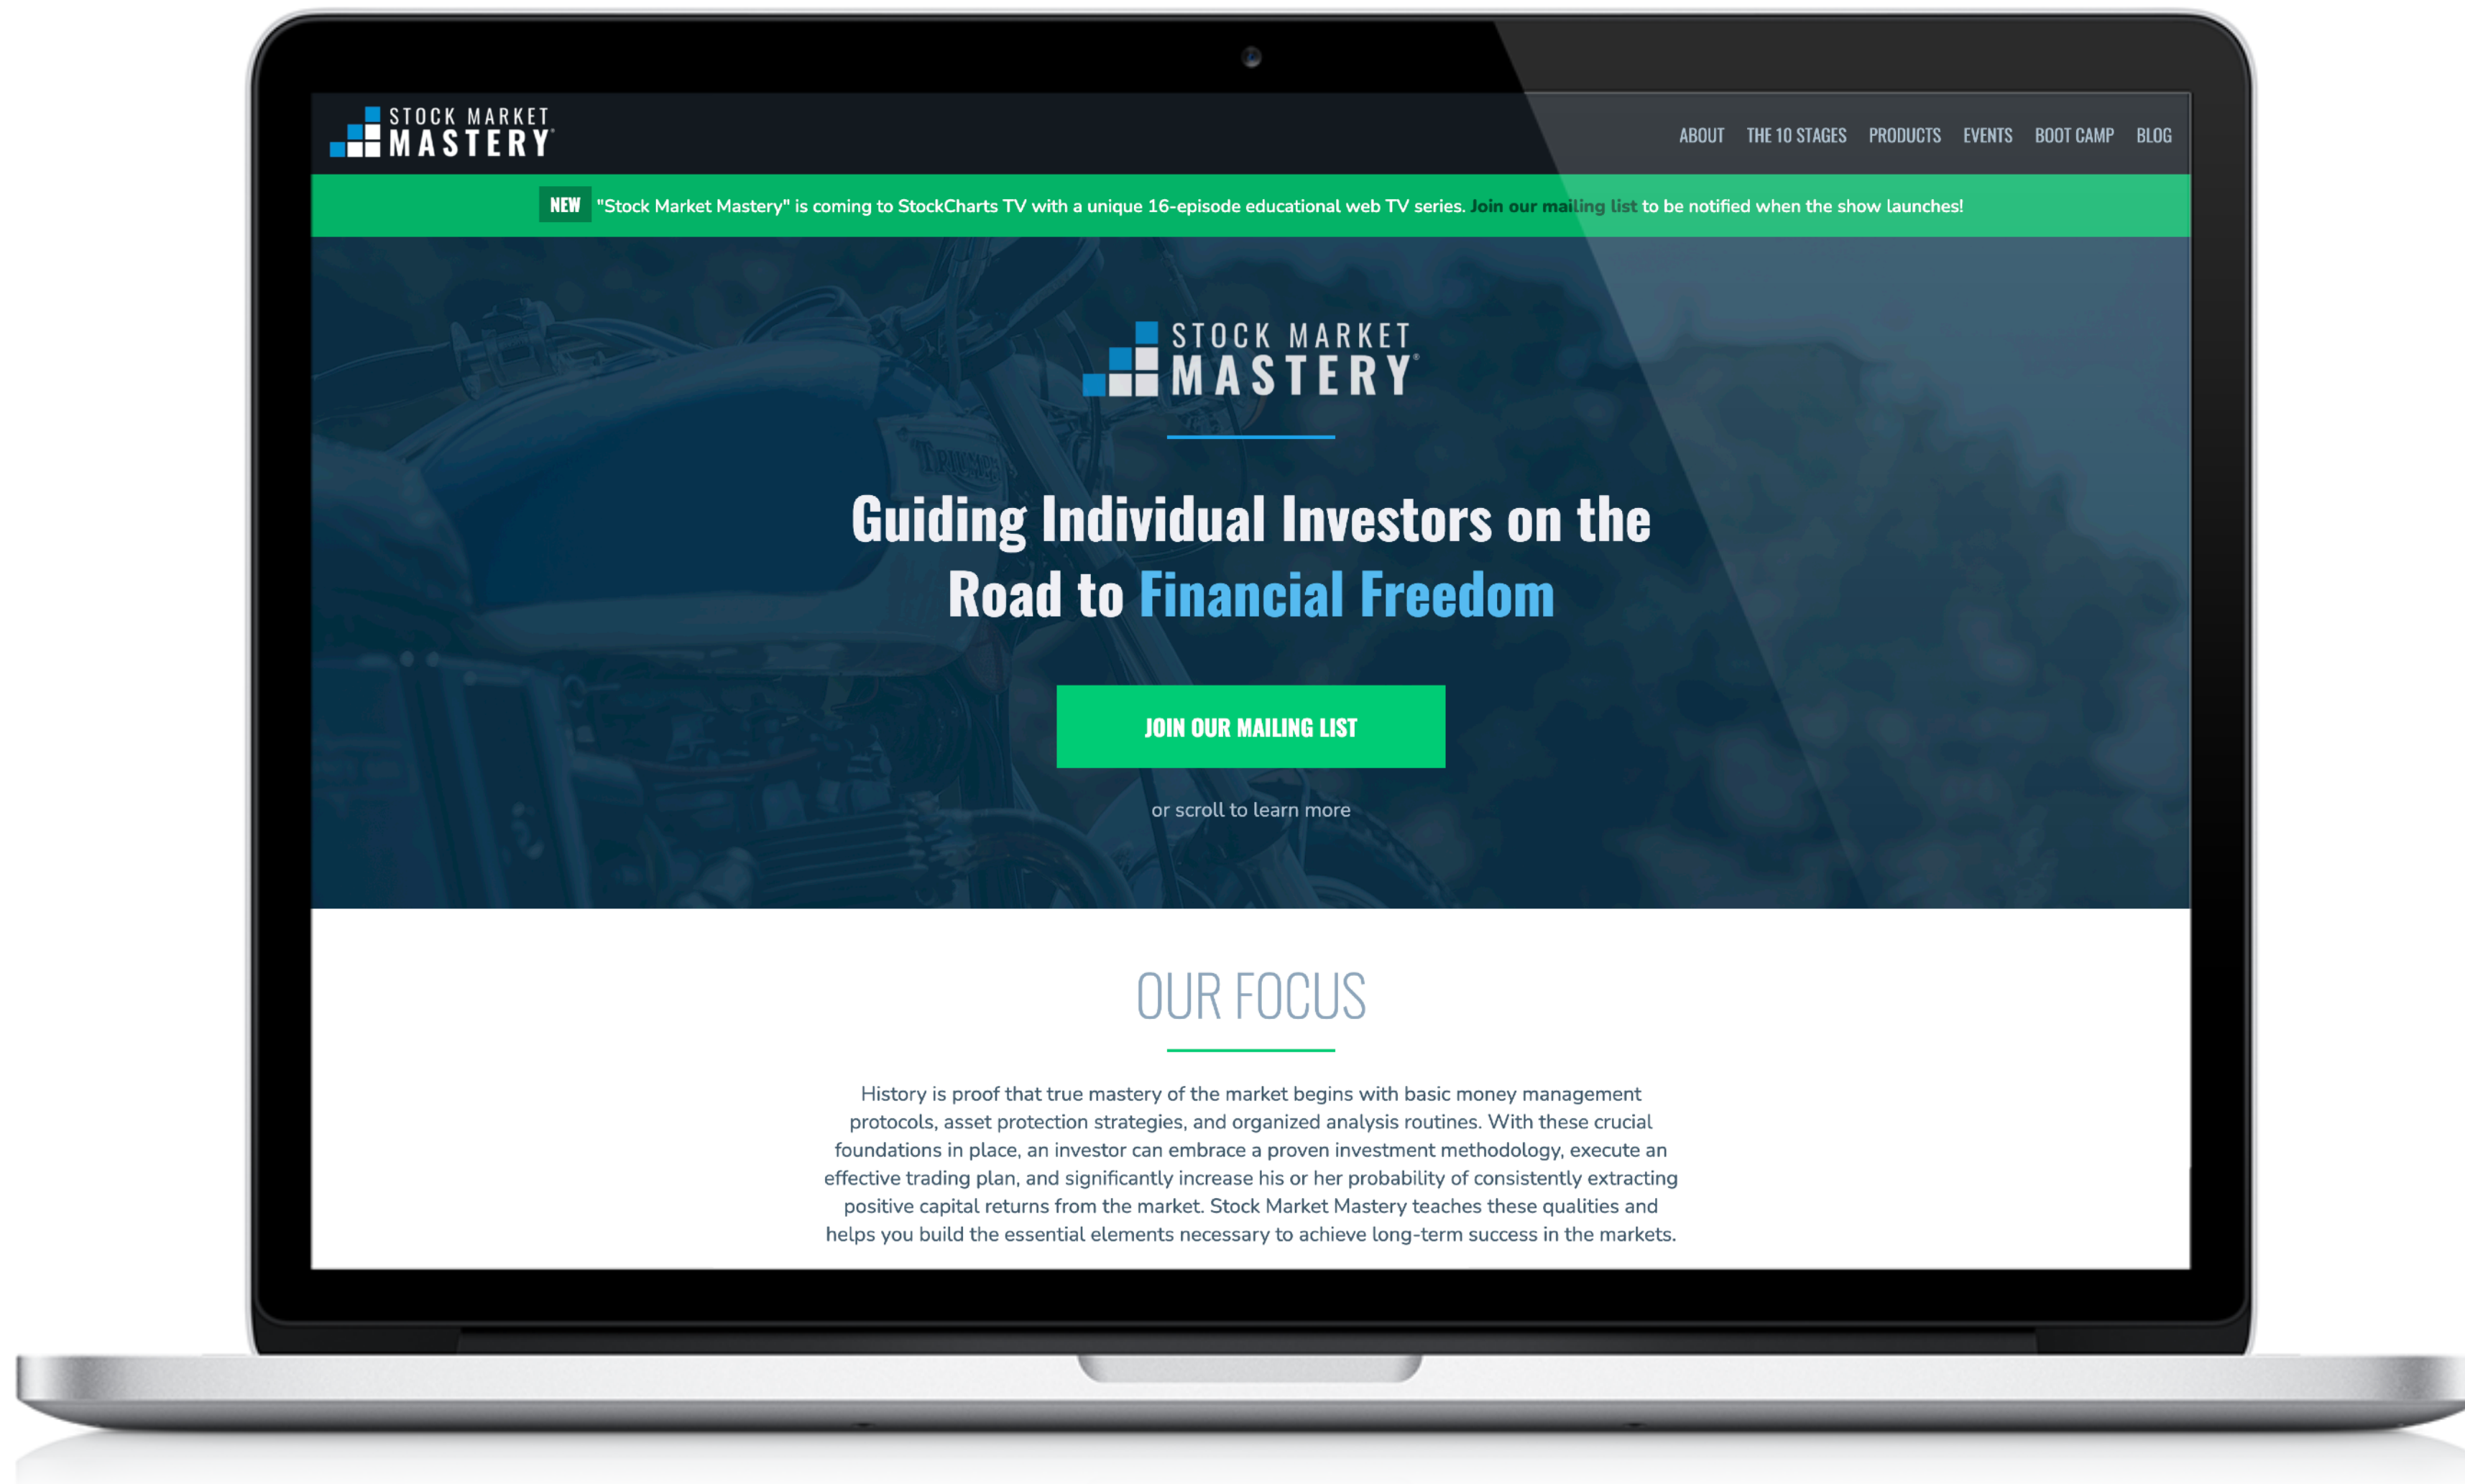 STOCK MARKET
MASTERY®
ABOUT THE 10 STAGES PRODUCTS EVENTS BOOT CAMP BLOG
NEW "Stock Market Mastery" is coming to StockCharts TV with a unique 16-episode educational web TV series. Join our mailing list to be notified when the show launches!
STOCK MARKET
MASTERY®
TRIUMPH
Guiding Individual Investors on the
Road to Financial Freedom
JOIN OUR MAILING LIST
or scroll to learn more
OUR FOCUS
History is proof that true mastery of the market begins with basic money management
protocols, asset protection strategies, and organized analysis routines. With these crucial
foundations in place, an investor can embrace a proven investment methodology, execute an
effective trading plan, and significantly increase his or her probability of consistently extracting
positive capital returns from the market. Stock Market Mastery teaches these qualities and
helps you build the essential elements necessary to achieve long-term success in the markets.